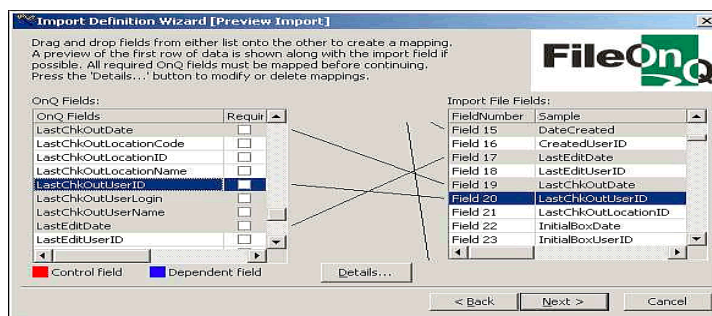 Import Definition Wizard [Preview Import]
Drag and drop fields from either list onto the other to create a mapping.
A preview of the first row of data is shown along with the import field if
possible. All required OnQ fields must be mapped before continuing.
Press the 'Details...' button to modify or delete mappings.
FileOnQ
OnQ Fields:
OnQ Fields Requir
LastChkOutDate
LastChkOutLocationCode
LastChkOutLocationID
LastChkOutLocationName
LastChkOutUserID
LastChkOutUserLogin
LastChkOutUserName
LastEditDate
LastEditUserID
Import File Fields:
FieldNumber Sample
Field 15 DateCreated
Field 16 CreatedUserID
Field 17 LastEditDate
Field 18 LastEditUserID
Field 19 LastChkOutDate
Field 20 LastChkOutUserID
Field 21 LastChkOutLocationID
Field 22 InitialBoxDate
Field 23 InitialBoxUserID
Control field Dependent field
Details...
< Back Next > Cancel